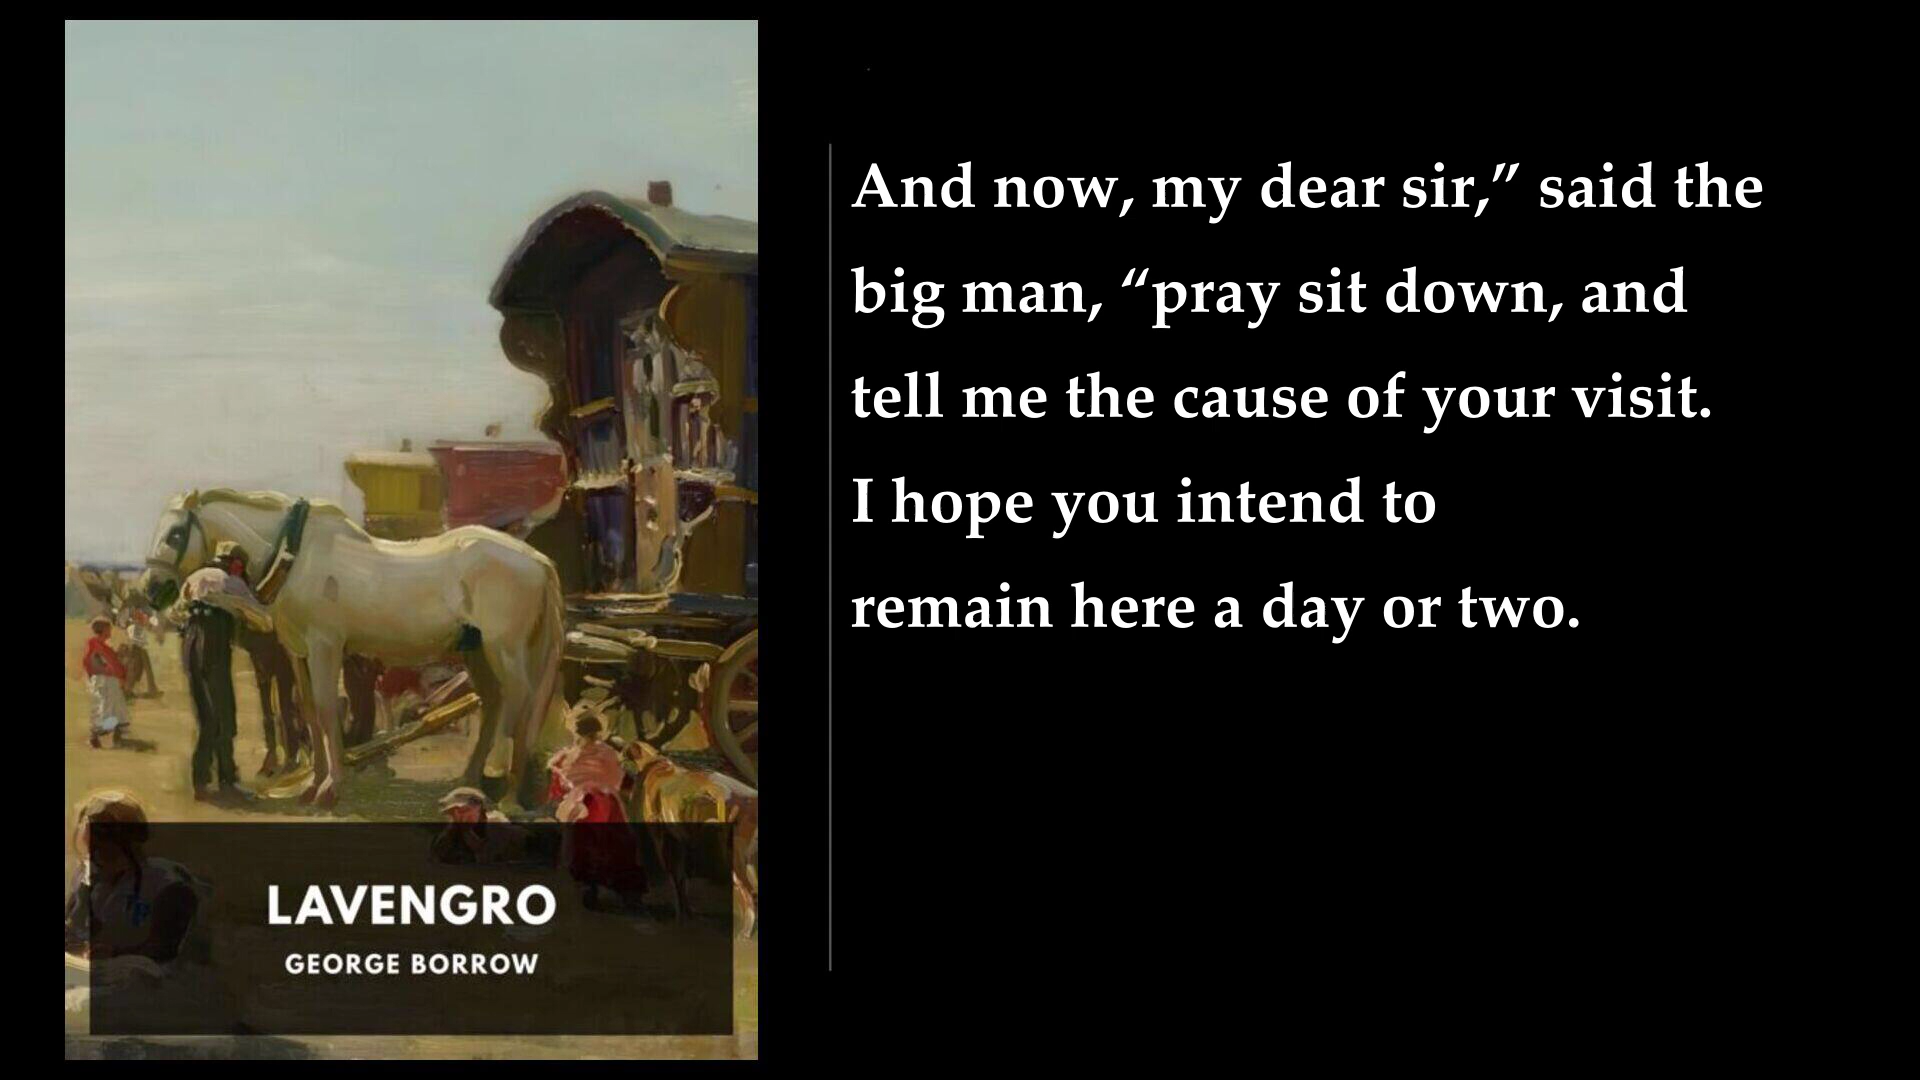 And now, my dear sir,” said the
big man, “pray sit down, and
tell me the cause of your visit.
I hope you intend to
remain here a day or two.
LAVENGRO
GEORGE BORROW